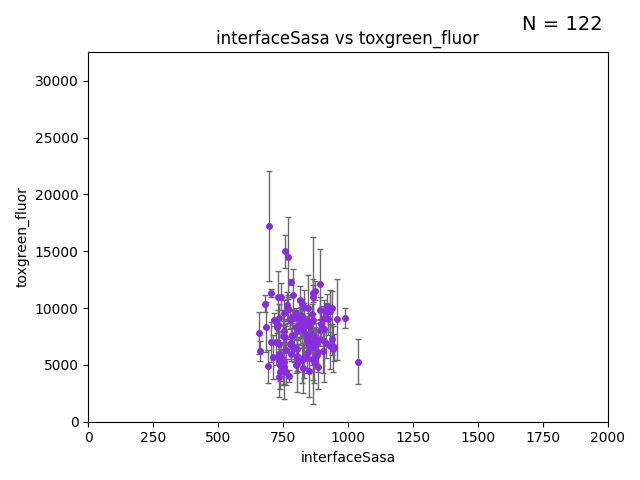 N = 122
interfaceSasa vs toxgreen_fluor
30000
25000
20000
15000
10000
5000
0
toxgreen_fluor
0 250 500 750 1000 1250 1500 1750 2000
interfaceSasa